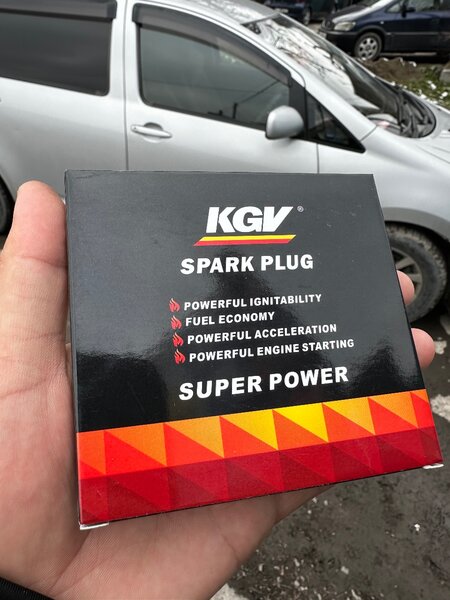 KGV®
SPARK PLUG
POWERFUL IGNITABILITY
FUEL ECONOMY
POWERFUL ACCELERATION
POWERFUL ENGINE STARTING
SUPER POWER